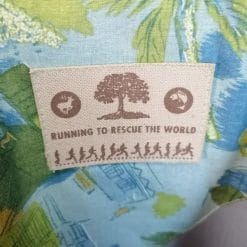 RUNNING TO RESCUE THE WORLD